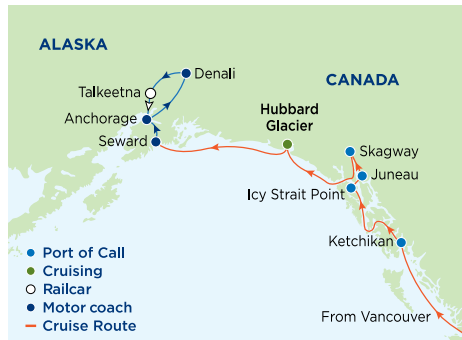 ALASKA
Denali
CANADA
Talkeetna
Hubbard
Glacier
Anchorage
Seward
Skagway
Juneau
Icy Strait Point
Ketchikan
Port of Call
Cruising
Railcar
Motor coach
Cruise Route
From Vancouver